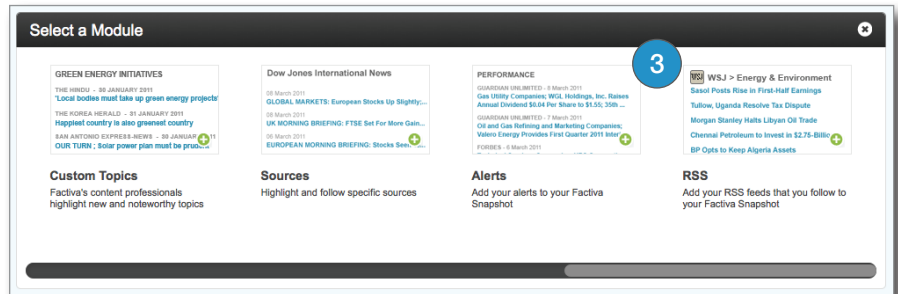 Select a Module
3
GREEN ENERGY INITIATIVES
THE HINDU - 30 JANUARY 2011
'Local bodies must take up green energy projects'
THE KOREA HERALD - 31 JANUARY 2011
Happiest country is also greenest country
SAN ANTONIO EXPRESS-NEWS - 30 JANUAR 11
OUR TURN ; Solar power plan must be
Custom Topics
Factiva's content professionals
highlight new and noteworthy topics
Dow Jones International News
08 March 2011
GLOBAL MARKETS: European Stocks Up Slightly;...
08 March 2011
UK MORNING BRIEFING: FTSE Set For More Gain...
08 March 2011
EUROPEAN MORNING BRIEFING: Stocks
Sources
Highlight and follow specific sources
PERFORMANCE
GUARDIAN UNLIMITED - 8 March 2011
Gas Utility Companies; WGL Holdings, Inc. Raises
Annual Dividend $0.04 Per Share to $1.55; 35th ...
GUARDIAN UNLIMITED - 7 March 2011
Oil and Gas Refining and Marketing Companies;
Valero Energy Provides First Quarter 2011
FORBES - 6 March 2011
Alerts
Add your alerts to your Factiva
Snapshot
WSJ WSJ > Energy & Environment
Sasol Posts Rise in First-Half Earnings
Tullow, Uganda Resolve Tax Dispute
Morgan Stanley Halts Libyan Oil Trade
Chennai Petroleum to Invest in $2.75-Billio
BP Opts to Keep Algeria Assets
RSS
Add your RSS feeds that you follow to
your Factiva Snapshot